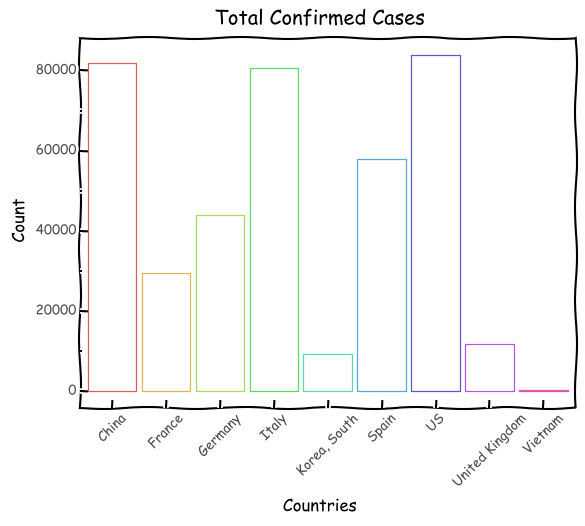 Total Confirmed Cases
80000
60000
40000
20000
0
Count
China
France
Germany
Italy
Korea, South
Spain
US
United Kingdom
Vietnam
Countries